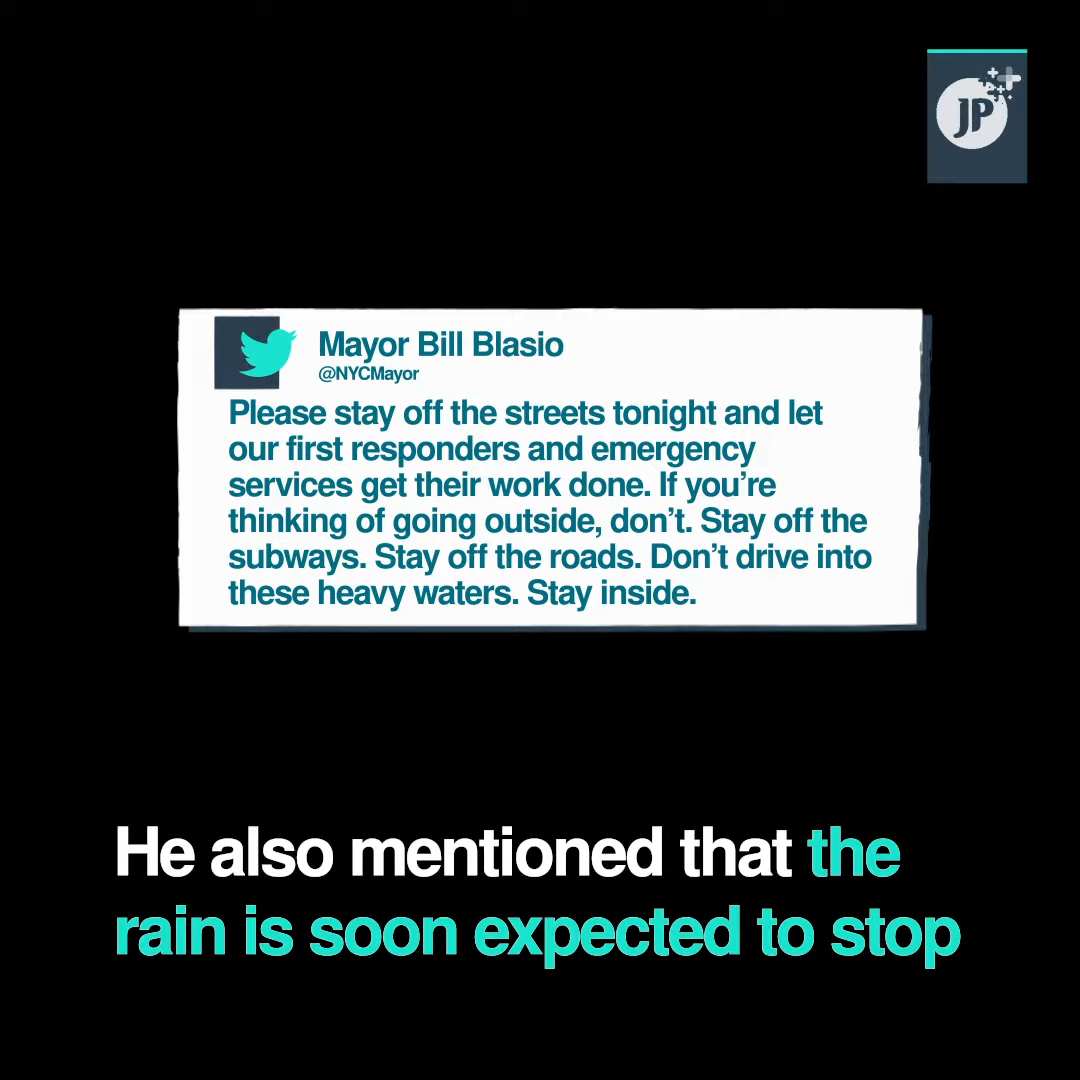 JP
Mayor Bill Blasio
@NYCMayor
Please stay off the streets tonight and let
our first responders and emergency
services get their work done. If you’re
thinking of going outside, don’t. Stay off the
subways. Stay off the roads. Don’t drive into
these heavy waters. Stay inside.
He also mentioned that the
rain is soon expected to stop